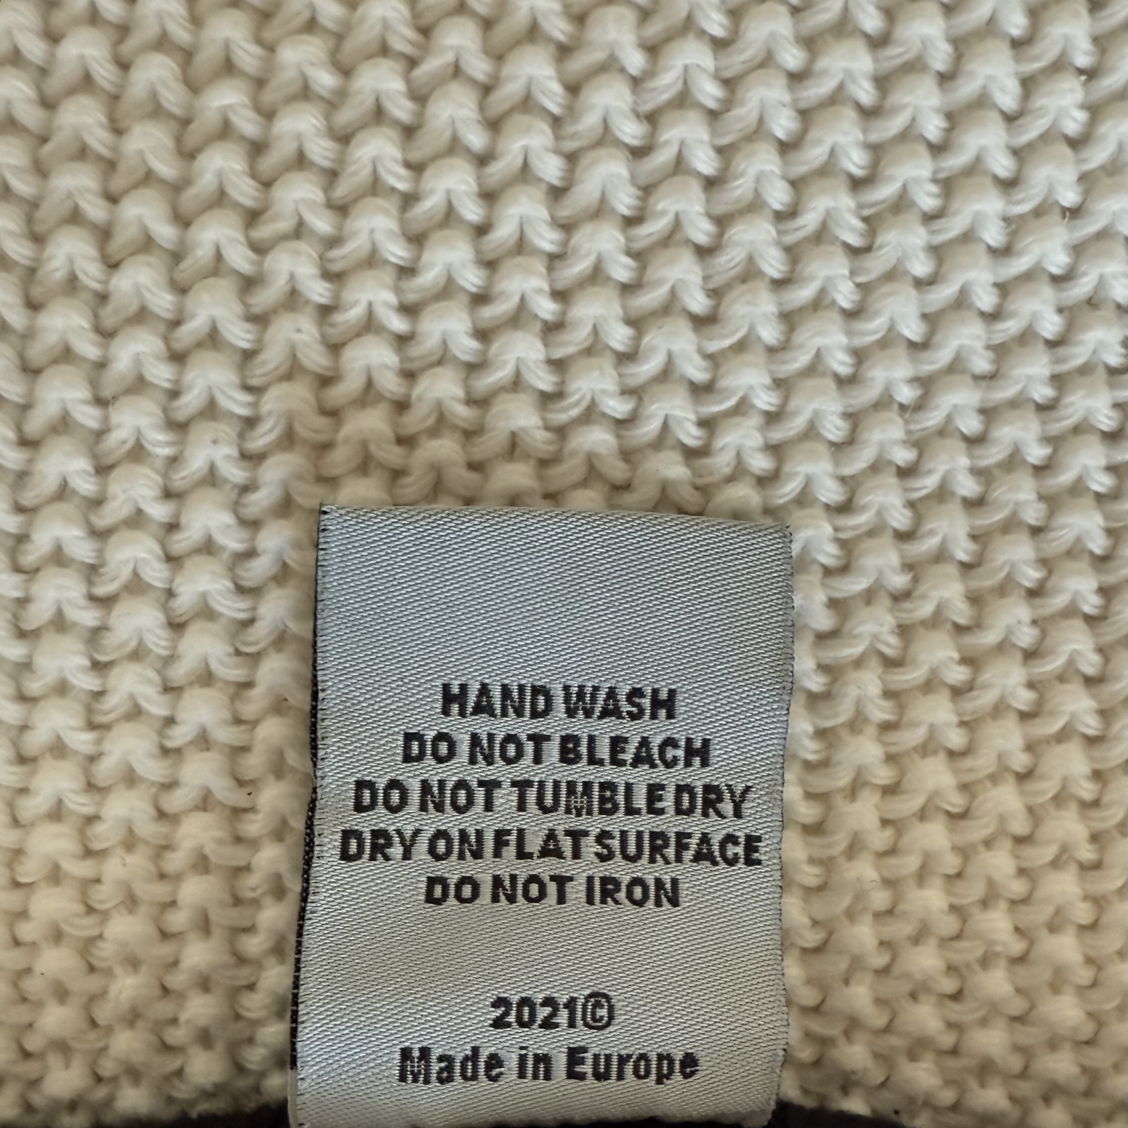 HAND WASH
DO NOT BLEACH
DO NOT TUMBLE DRY
DRY ON FLAT SURFACE
DO NOT IRON
2021©
Made in Europe